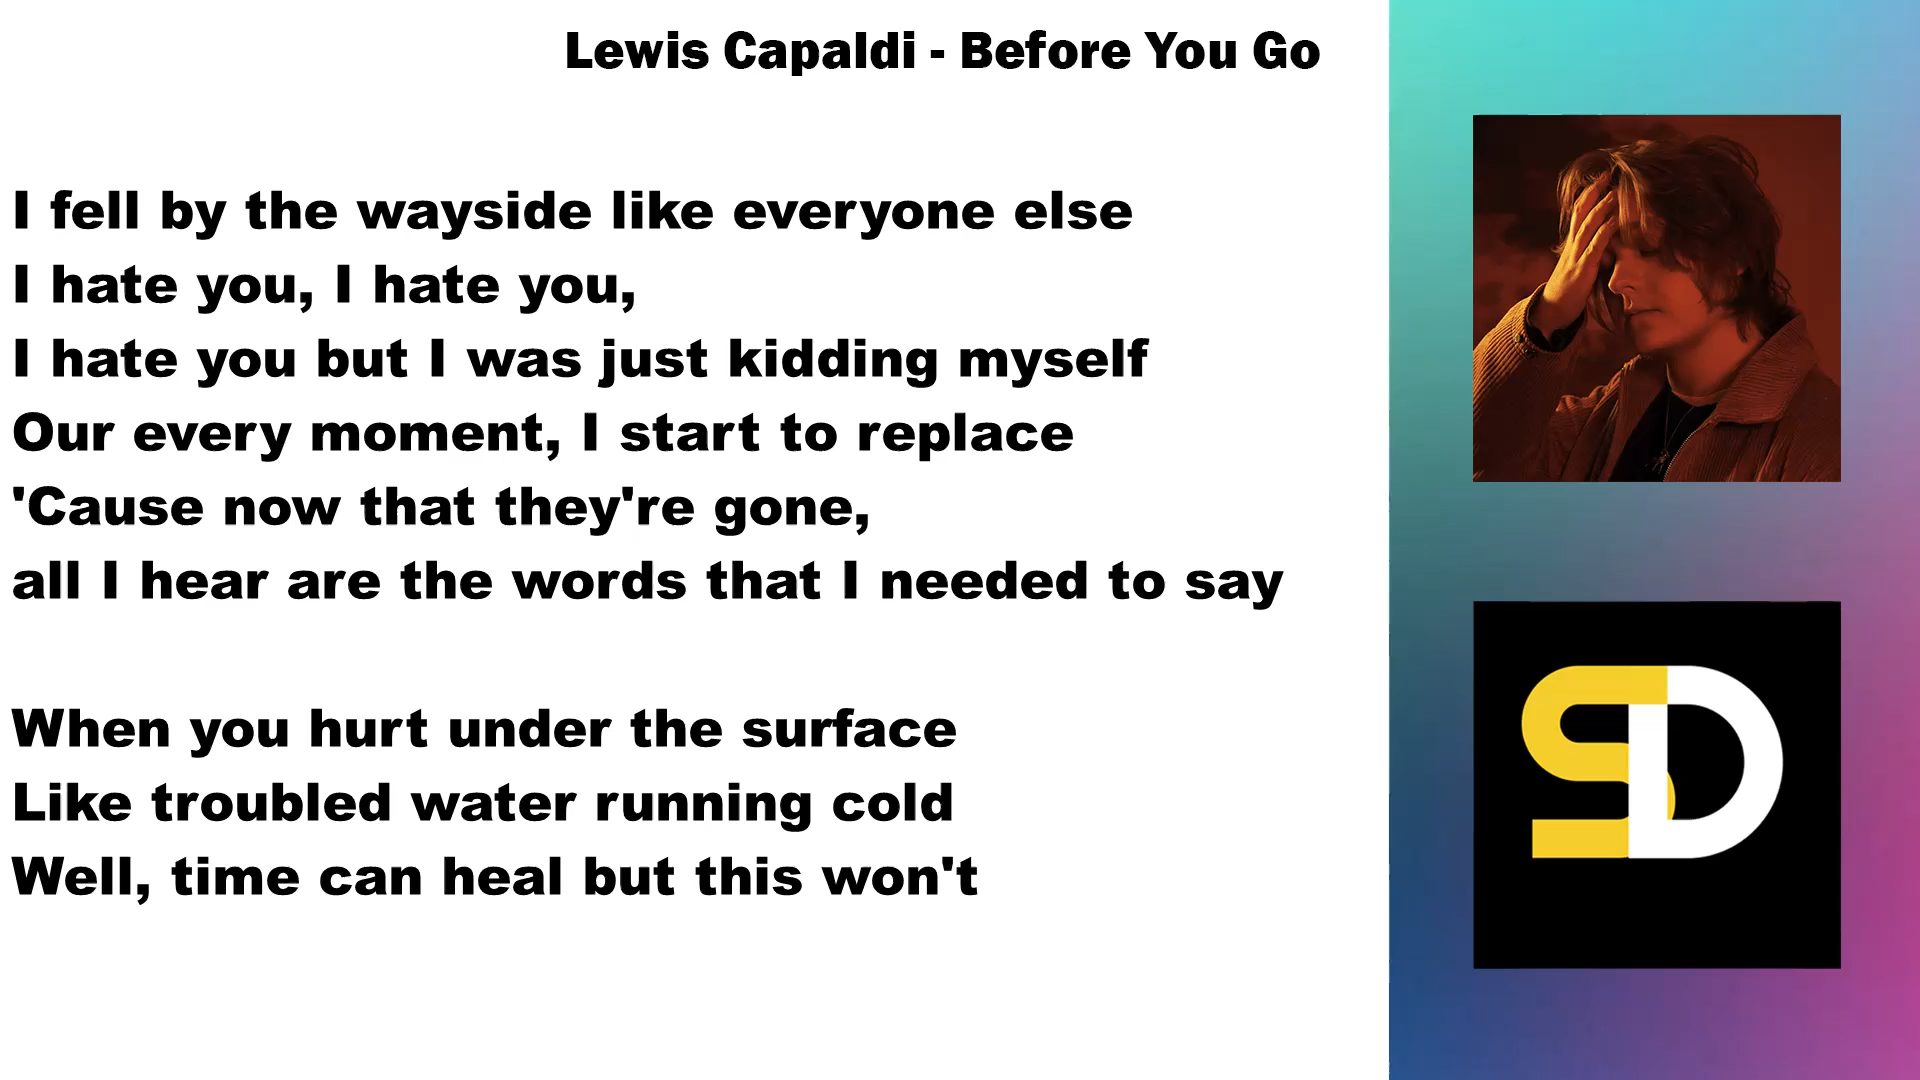 Lewis Capaldi - Before You Go
I fell by the wayside like everyone else
I hate you, I hate you,
I hate you but I was just kidding myself
Our every moment, I start to replace
'Cause now that they're gone,
all I hear are the words that I needed to say
When you hurt under the surface
Like troubled water running cold
Well, time can heal but this won't
SD